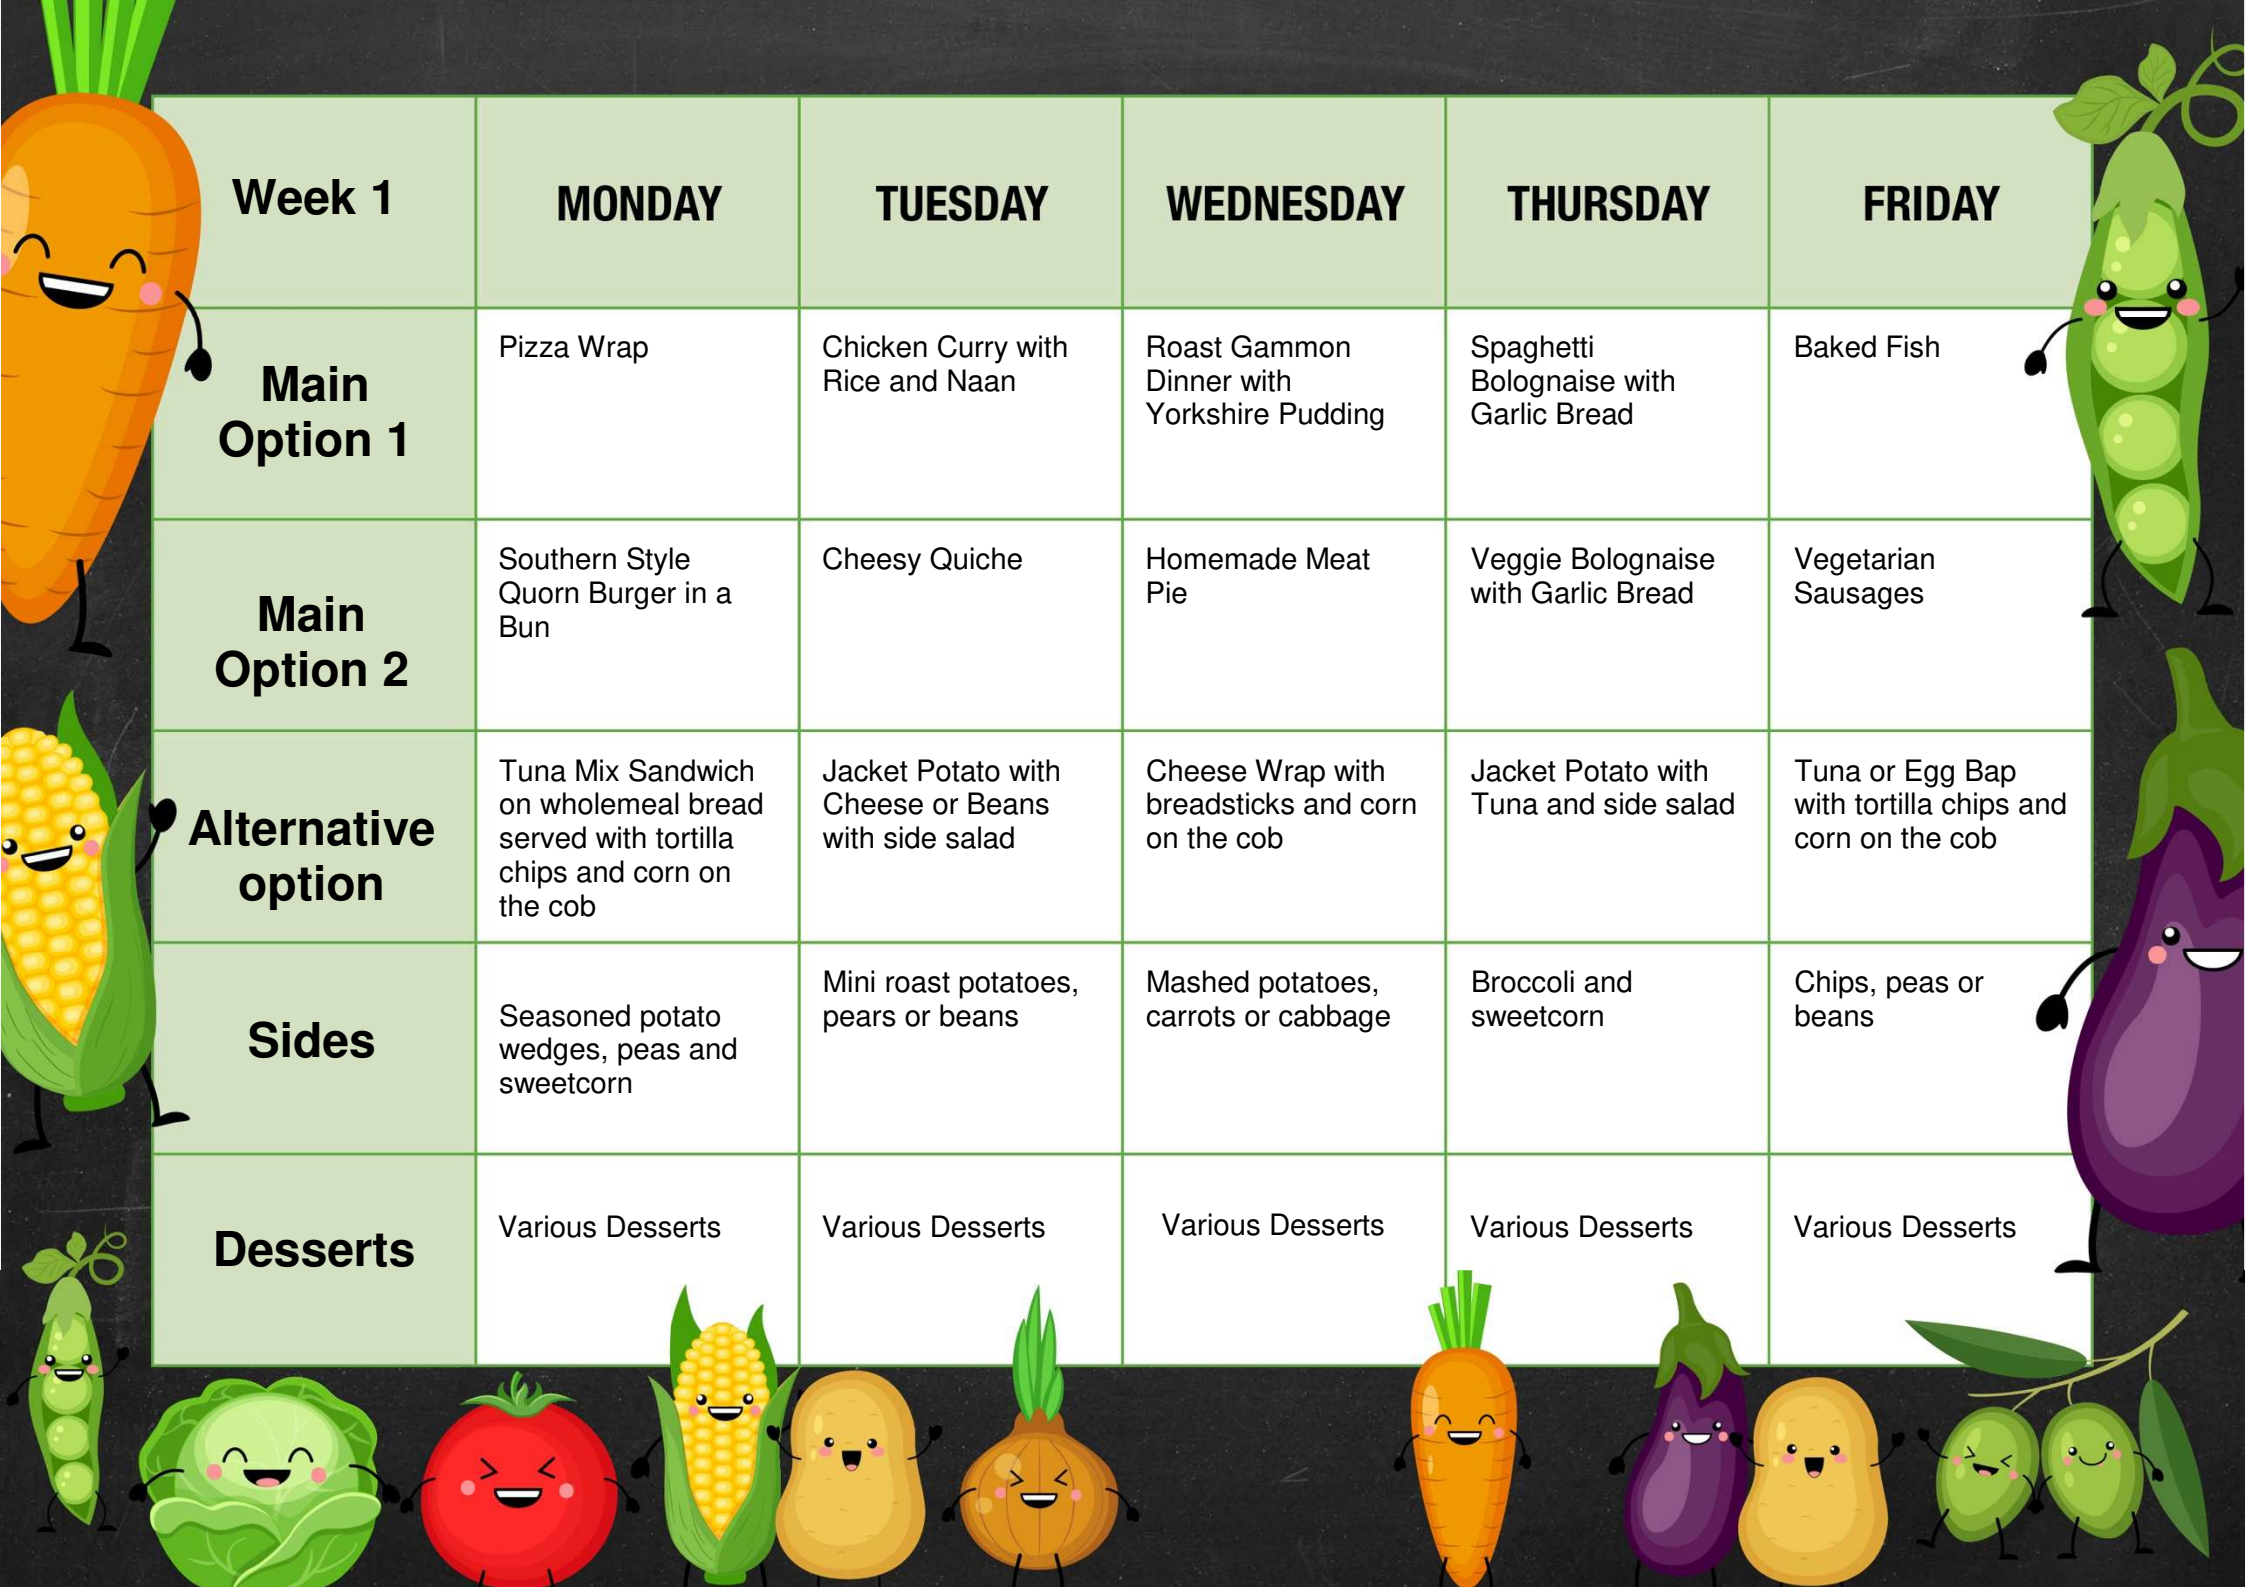 Week 1
MONDAY
TUESDAY
WEDNESDAY
THURSDAY
FRIDAY
Main
Option 1
Pizza Wrap
Chicken Curry with
Rice and Naan
Roast Gammon
Dinner with
Yorkshire Pudding
Spaghetti
Bolognaise with
Garlic Bread
Baked Fish
Main
Option 2
Southern Style
Quorn Burger in a
Bun
Cheesy Quiche
Homemade Meat
Pie
Veggie Bolognaise
with Garlic Bread
Vegetarian
Sausages
Alternative
option
Tuna Mix Sandwich
on wholemeal bread
served with tortilla
chips and corn on
the cob
Jacket Potato with
Cheese or Beans
with side salad
Cheese Wrap with
breadsticks and corn
on the cob
Jacket Potato with
Tuna and side salad
Tuna or Egg Bap
with tortilla chips and
corn on the cob
Sides
Seasoned potato
wedges, peas and
sweetcorn
Mini roast potatoes,
pears or beans
Mashed potatoes,
carrots or cabbage
Broccoli and
sweetcorn
Chips, peas or
beans
Desserts
Various Desserts
Various Desserts
Various Desserts
Various Desserts
Various Desserts